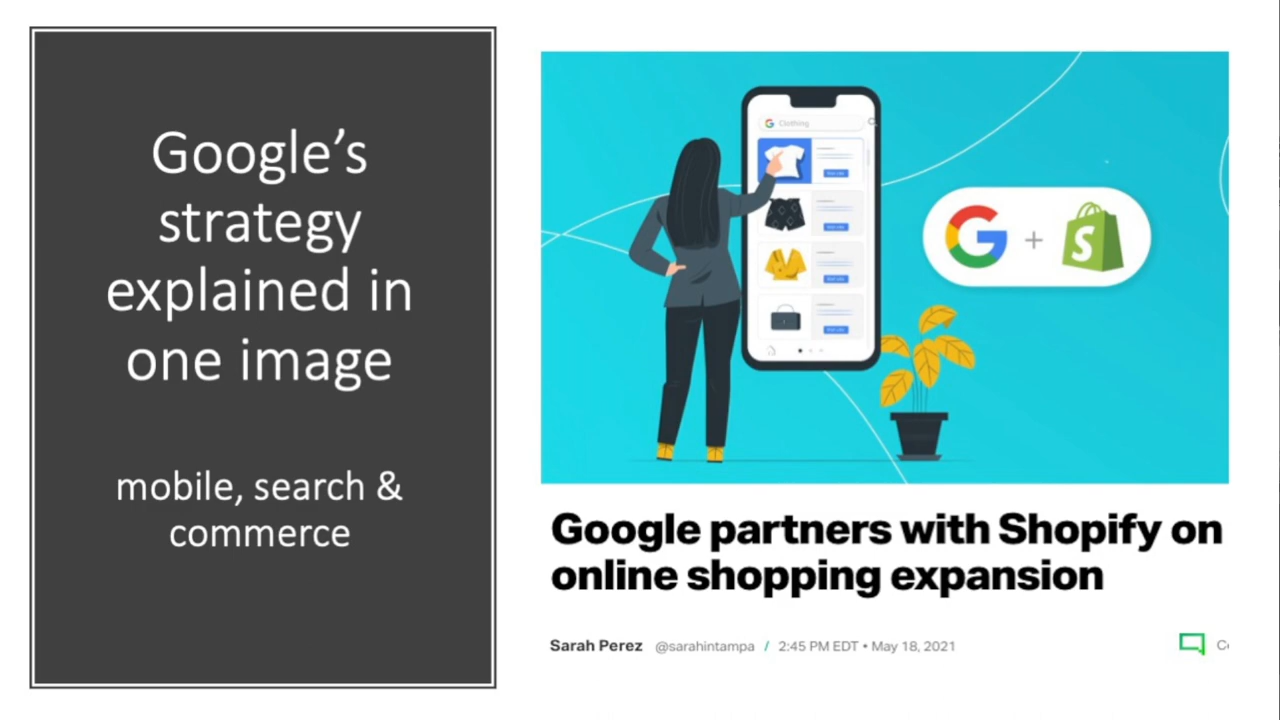 Google’s
strategy
explained in
one image
mobile, search &
commerce
Clothing
Google partners with Shopify on
online shopping expansion
Sarah Perez @sarahintampa / 2:45 PM EDT • May 18, 2021